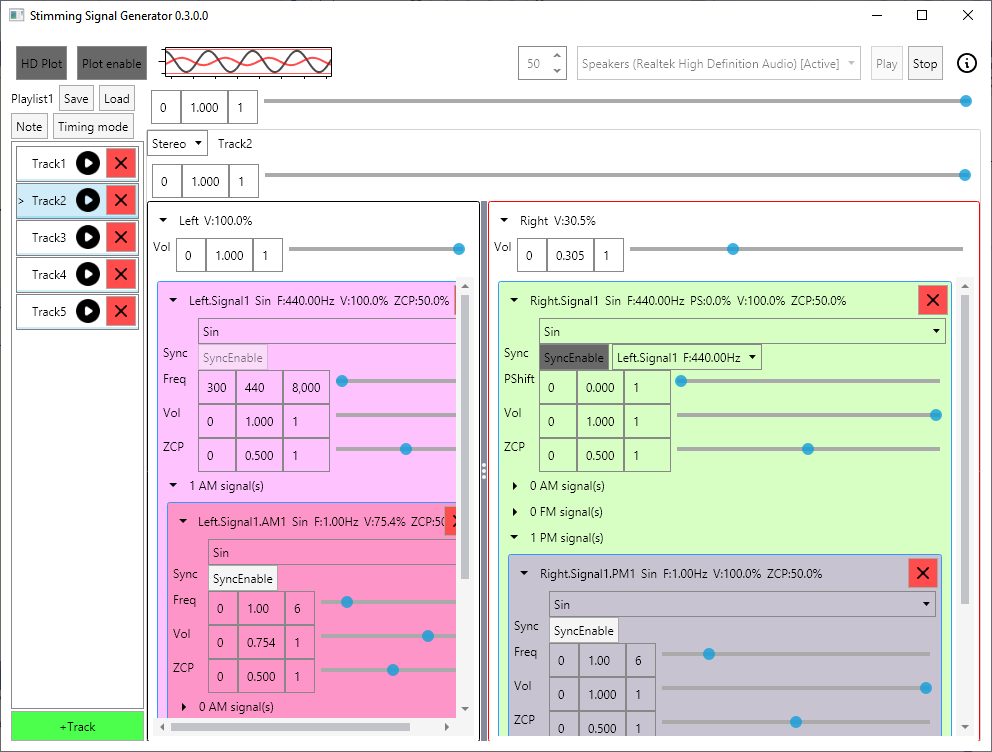 Stimming Signal Generator 0.3.0.0
HD Plot Plot enable 50 Speakers (Realtek High Definition Audio) [Active] Play Stop
Playlist1 Save Load
0 1.000 1
Note Timing mode
Stereo Track2
0 1.000 1
Track1
> Track2
Track3
Track4
Track5
+Track
Left V:100.0%
Vol 0 1.000 1
Left.Signal1 Sin F:440.00Hz V:100.0% ZCP:50.0%
Sin
Sync SyncEnable
Freq 300 440 8,000
Vol 0 1.000 1
ZCP 0 0.500 1
1 AM signal(s)
Left.Signal1.AM1 Sin F:1.00Hz V:75.4% ZCP:50
Sin
Sync SyncEnable
Freq 0 1.00 6
Vol 0 0.754 1
ZCP 0 0.500 1
0 AM signal(s)
Right V:30.5%
Vol 0 0.305 1
Right.Signal1 Sin F:440.00Hz PS:0.0% V:100.0% ZCP:50.0%
Sin
Sync SyncEnable Left.Signal1 F:440.00Hz
PShift 0 0.000 1
Vol 0 1.000 1
ZCP 0 0.500 1
0 AM signal(s)
0 FM signal(s)
1 PM signal(s)
Right.Signal1.PM1 Sin F:1.00Hz V:100.0% ZCP:50.0%
Sin
Sync SyncEnable
Freq 0 1.00 6
Vol 0 1.000 1
ZCP 0 0.500 1